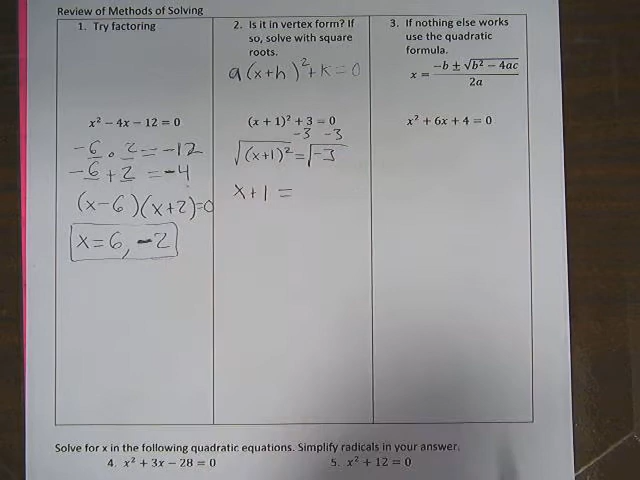 Review of Methods of Solving
1. Try factoring
x² − 4x − 12 = 0
-6 · 2 = -12
-6 + 2 = -4
(x-6)(x+2)=0
x=6, -2
2. Is it in vertex form? If
so, solve with square
roots.
a(x+h)²+k=0
(x + 1)² + 3 = 0
-3 -3
√(x+1)² = √-3
x+1 =
3. If nothing else works
use the quadratic
formula.
x = (-b ± √b² − 4ac)/2a
x² + 6x + 4 = 0
Solve for x in the following quadratic equations. Simplify radicals in your answer.
4. x² + 3x − 28 = 0
5. x² + 12 = 0